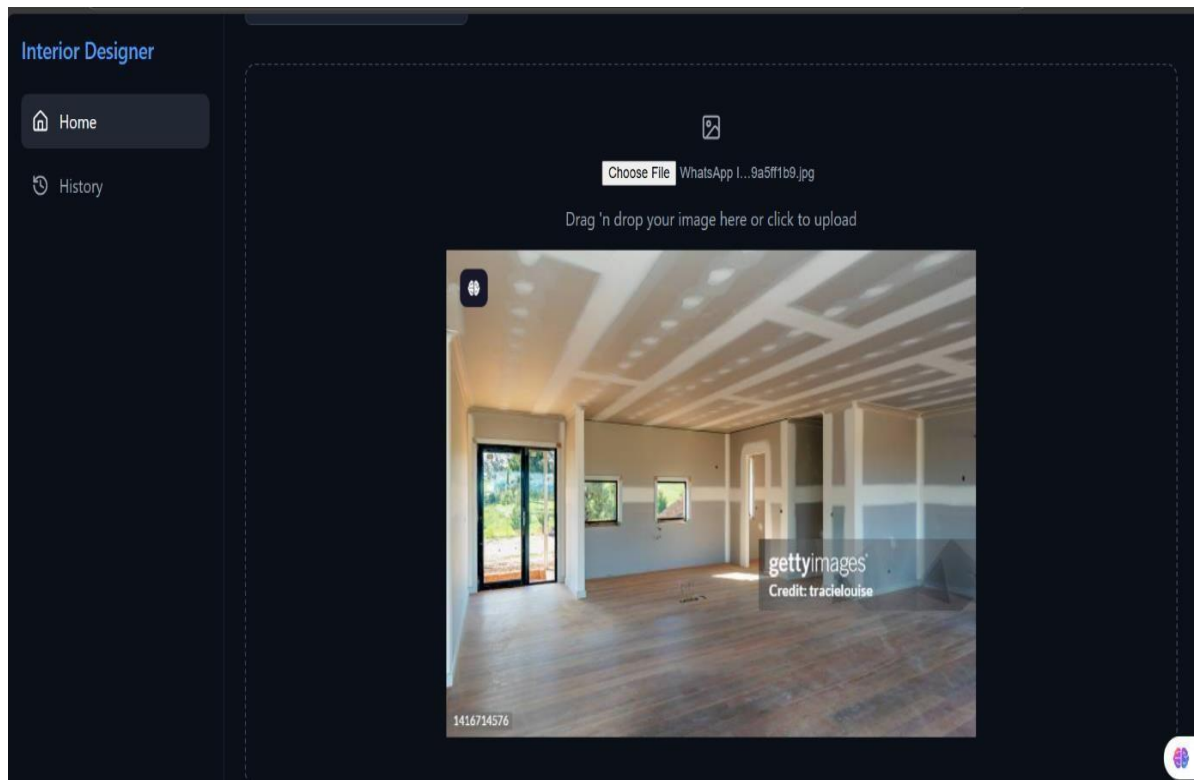 Interior Designer
Home
History
Choose File WhatsApp I...9a5ff1b9.jpg
Drag 'n drop your image here or click to upload
gettyimages®
Credit: tracielouise
1416714576